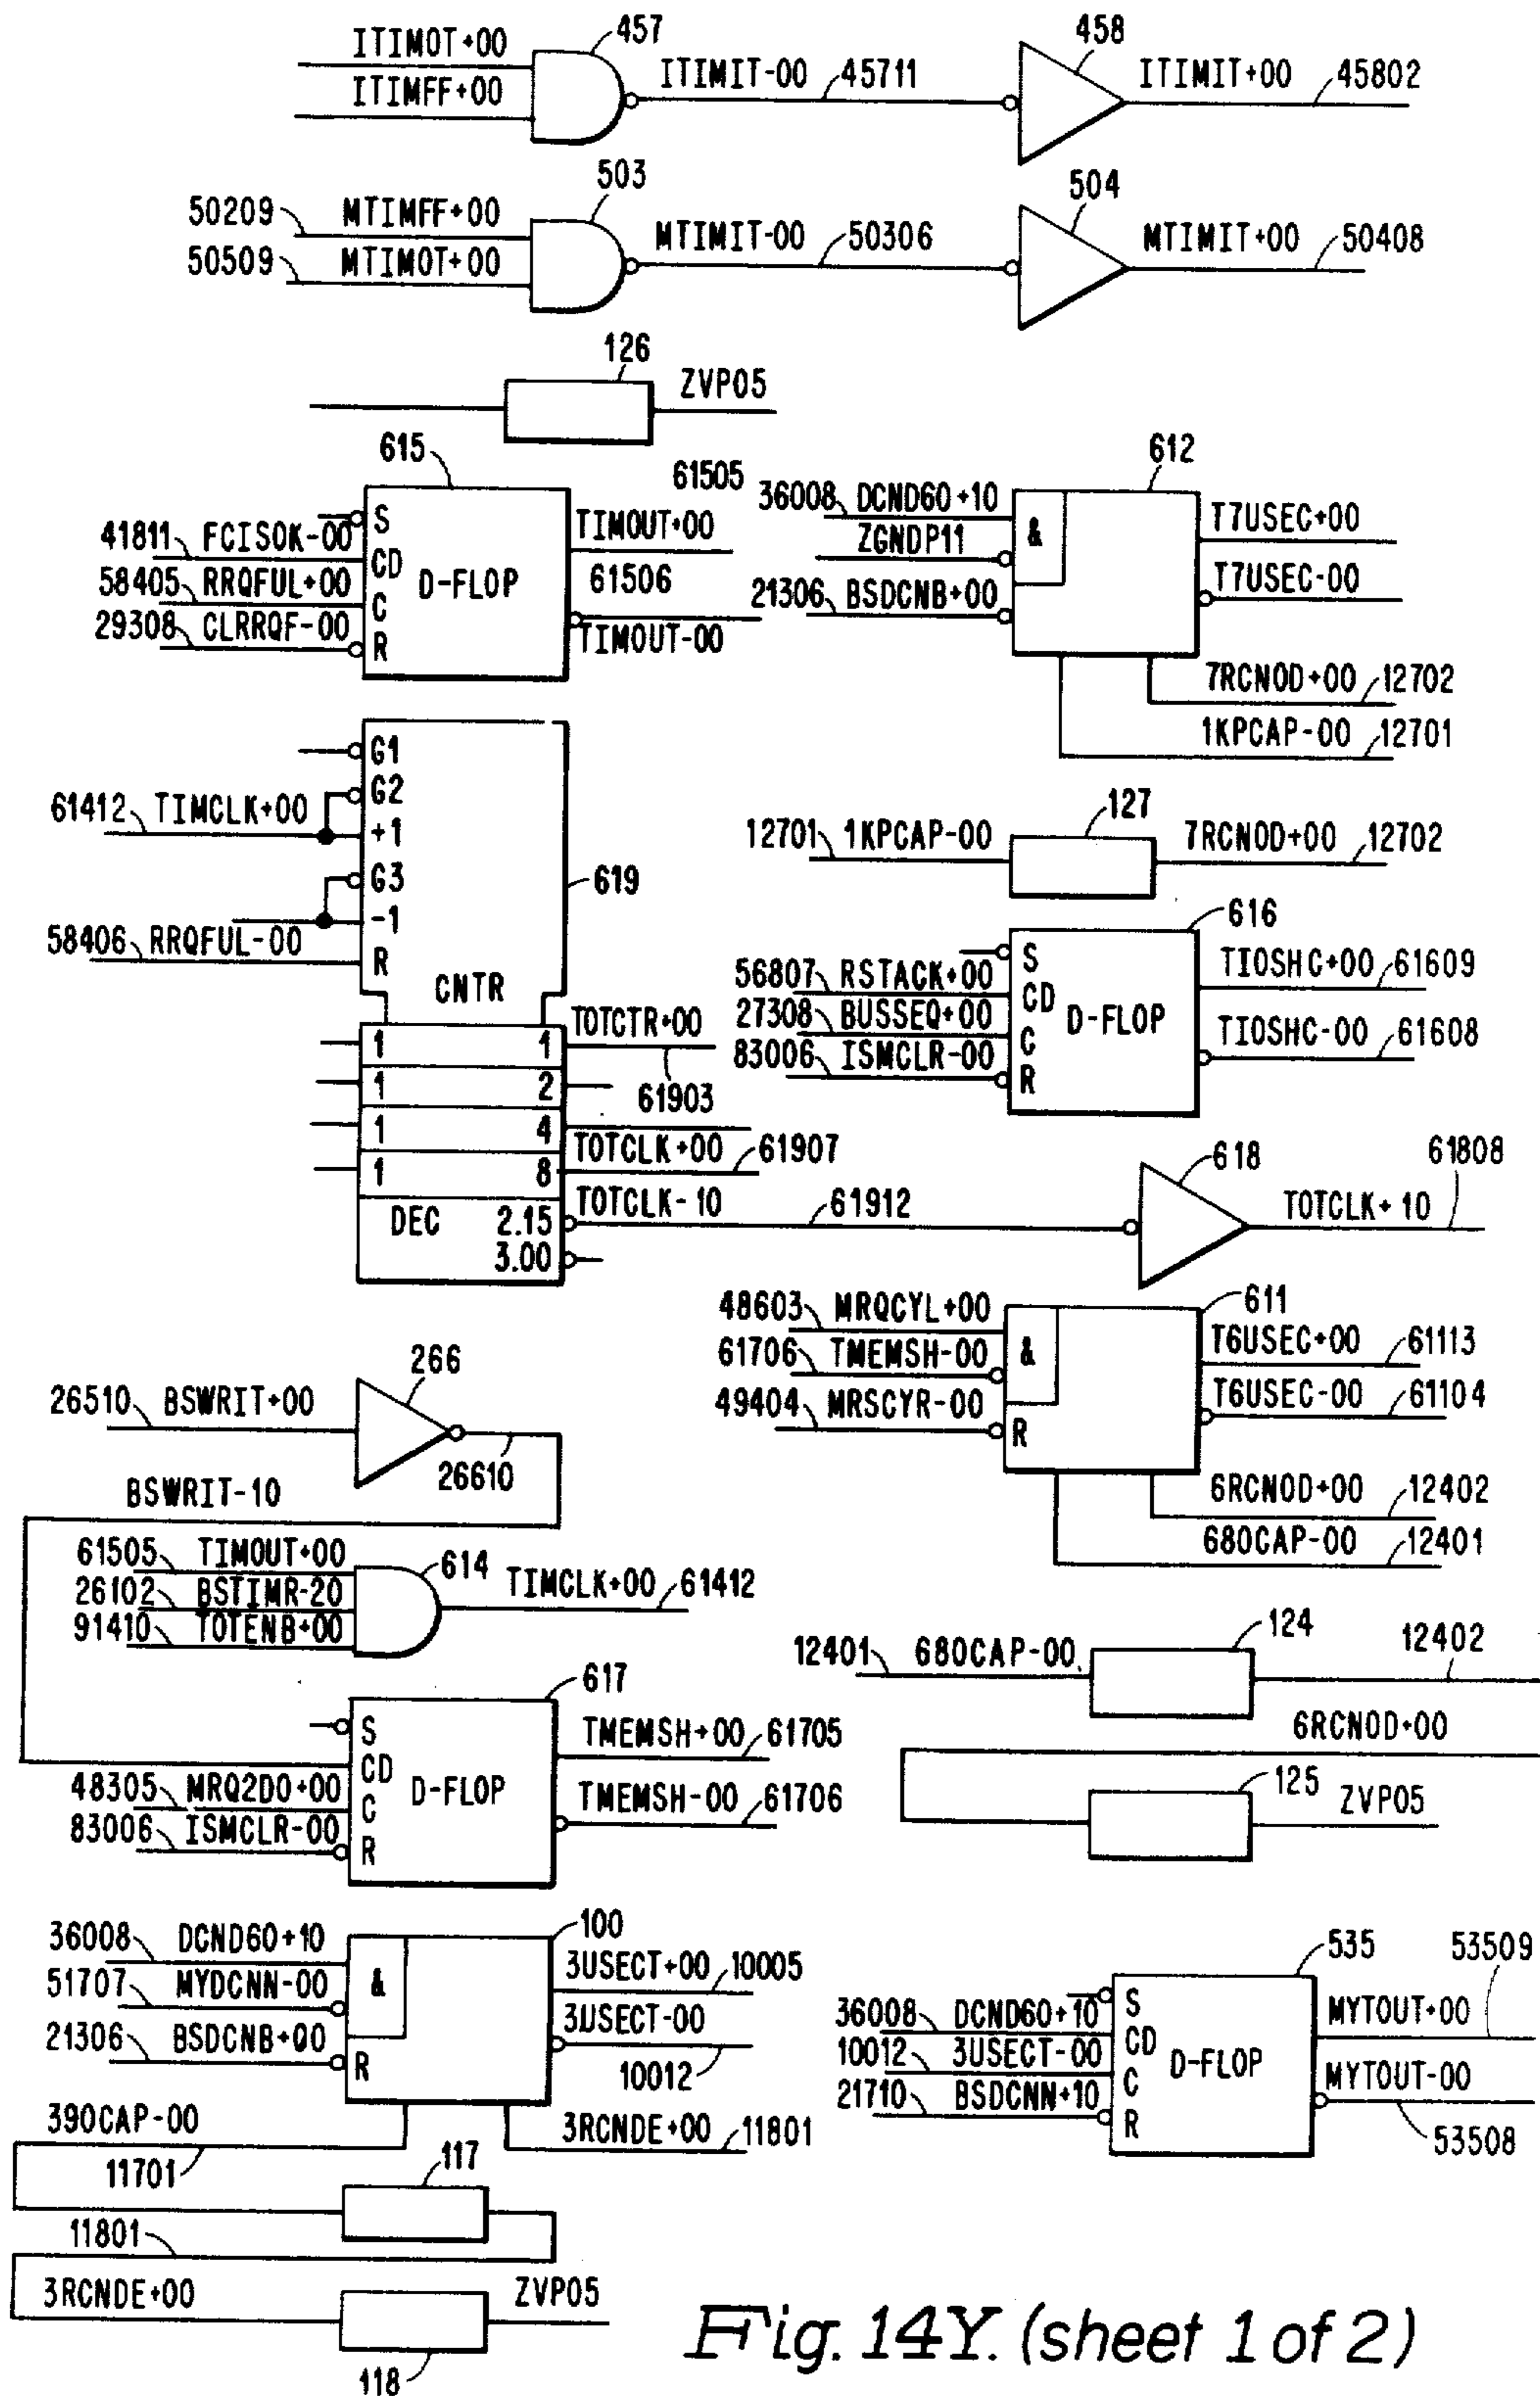 457
458
ITIMOT+00
ITIMFF+00
ITIMIT-00
45711
ITIMIT+00
45802
503
504
50209
MTIMFF+00
50509
MTIMOT+00
MTIMIT-00
50306
MTIMIT+00
50408
126
ZVP05
615
61505
S
41811
FCISOK-00
CD
D-FLOP
TIMOUT+00
58405
RRQFUL+00
C
61506
29308
CLRRQF-00
R
TIMOUT-00
612
36008
DCND60+10
&
T7USEC+00
ZGNDP11
21306
BSDCNB+00
T7USEC-00
7RCNOD+00
12702
1KPCAP-00
12701
G1
G2
61412
TIMCLK+00
+1
G3
619
-1
58406
RRQFUL-00
R
CNTR
127
12701
1KPCAP-00
7RCNOD+00
12702
616
S
56807
RSTACK+00
CD
D-FLOP
TIOSHC+00
61609
27308
BUSSEQ+00
C
TIOSHC-00
61608
83006
ISMCLR-00
R
1 1
TOTCTR+00
61903
1 2
1 4
TOTCLK+00
61907
1 8
DEC
2.15
TOTCLK-10
61912
3.00
618
TOTCLK+10
61808
611
48603
MRQCYL+00
&
T6USEC+00
61113
61706
TMEMSH-00
49404
MRSCYR-00
R
T6USEC-00
61104
6RCNOD+00
12402
680CAP-00
12401
266
26510
BSWRIT+00
26610
BSWRIT-10
61505
TIMOUT+00
26102
BSTIMR-20
91410
TOTENB+00
614
TIMCLK+00
61412
124
12401
680CAP-00
12402
6RCNOD+00
125
ZVP05
617
S
CD
D-FLOP
TMEMSH+00
61705
48305
MRQ2DO+00
C
TMEMSH-00
61706
83006
ISMCLR-00
R
100
36008
DCND60+10
&
3USECT+00
10005
51707
MYDCNN-00
3USECT-00
10012
21306
BSDCNB+00
R
390CAP-00
11701
3RCNDE+00
11801
117
11801
3RCNDE+00
ZVP05
118
535
53509
S
36008
DCND60+10
CD
D-FLOP
MYTOUT+00
10012
3USECT-00
C
MYTOUT-00
21710
BSDCNN+10
R
53508
Fig. 14Y. (sheet 1 of 2)